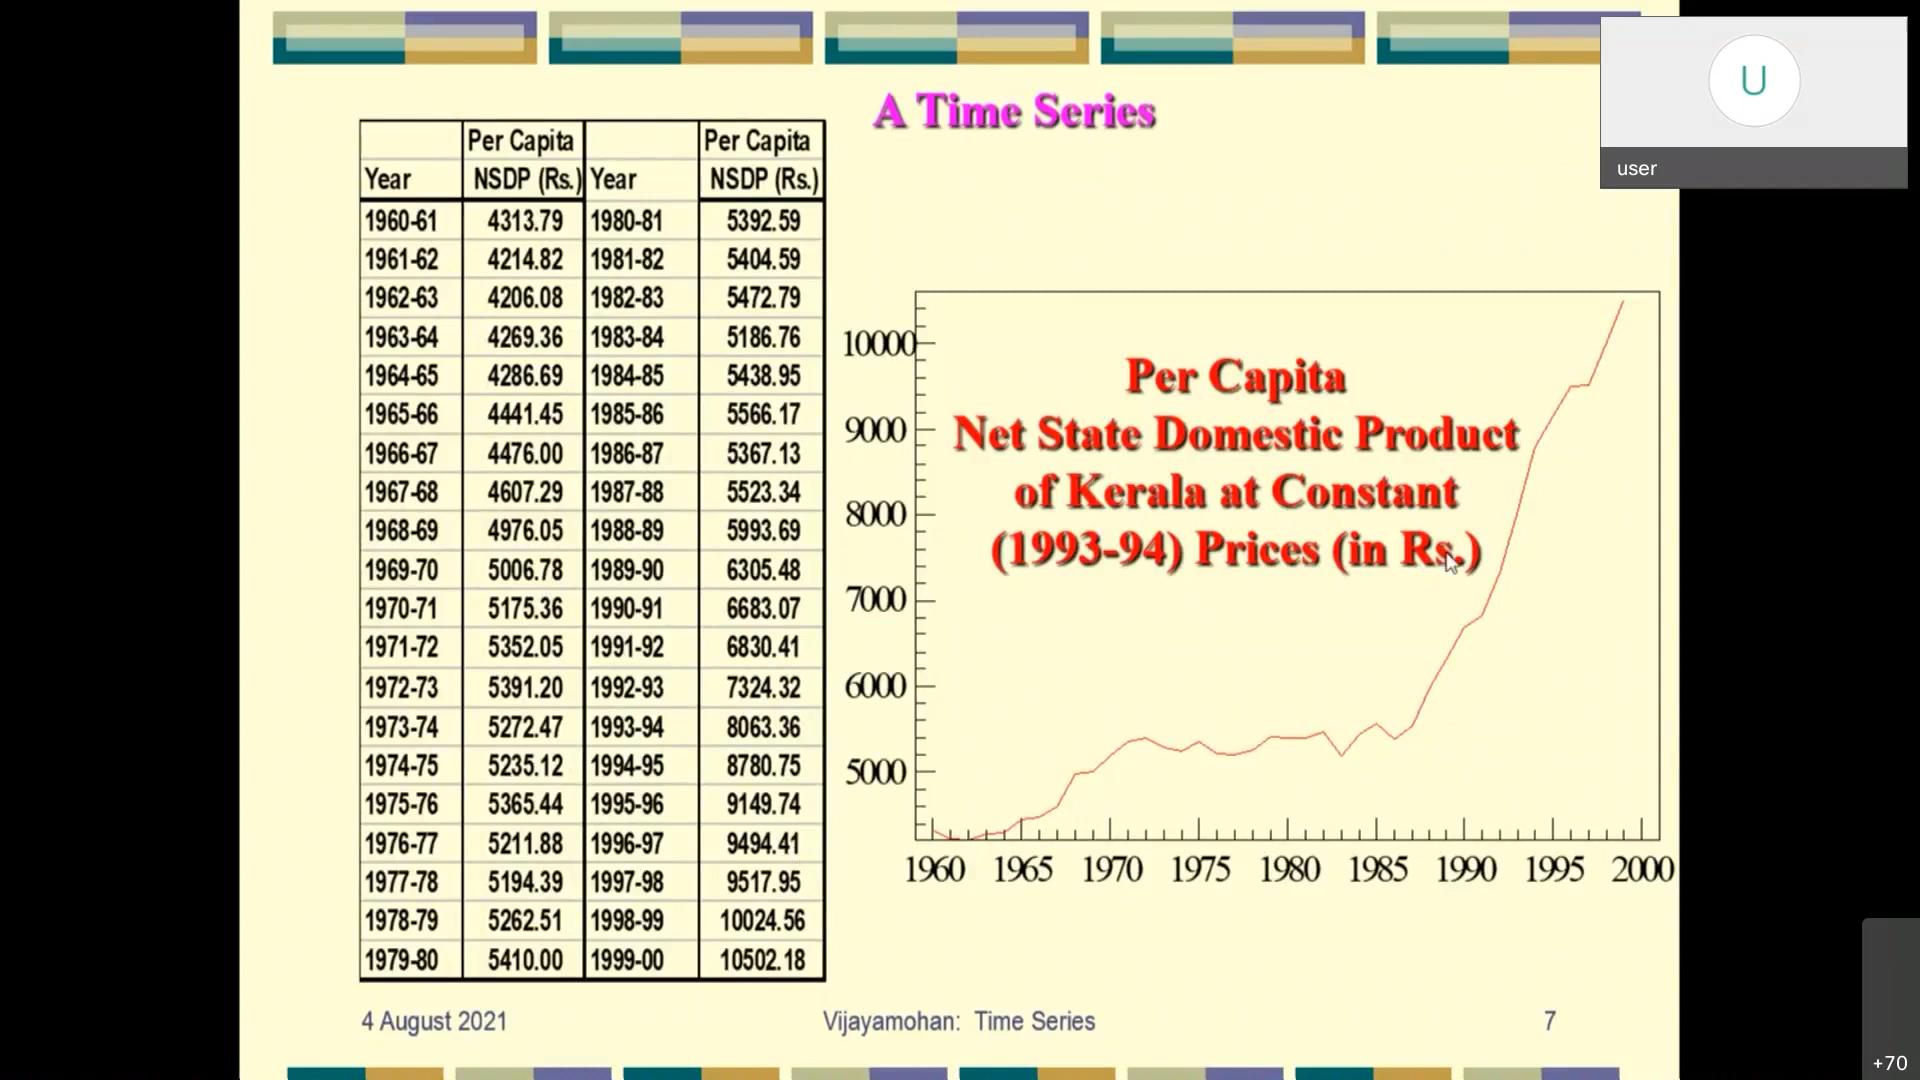 A Time Series
Per Capita Per Capita
Year NSDP (Rs.) Year NSDP (Rs.)
1960-61 4313.79 1980-81 5392.59
1961-62 4214.82 1981-82 5404.59
1962-63 4206.08 1982-83 5472.79
1963-64 4269.36 1983-84 5186.76
1964-65 4286.69 1984-85 5438.95
1965-66 4441.45 1985-86 5566.17
1966-67 4476.00 1986-87 5367.13
1967-68 4607.29 1987-88 5523.34
1968-69 4976.05 1988-89 5993.69
1969-70 5006.78 1989-90 6305.48
1970-71 5175.36 1990-91 6683.07
1971-72 5352.05 1991-92 6830.41
1972-73 5391.20 1992-93 7324.32
1973-74 5272.47 1993-94 8063.36
1974-75 5235.12 1994-95 8780.75
1975-76 5365.44 1995-96 9149.74
1976-77 5211.88 1996-97 9494.41
1977-78 5194.39 1997-98 9517.95
1978-79 5262.51 1998-99 10024.56
1979-80 5410.00 1999-00 10502.18
Per Capita
Net State Domestic Product
of Kerala at Constant
(1993-94) Prices (in Rs.)
10000
9000
8000
7000
6000
5000
1960 1965 1970 1975 1980 1985 1990 1995 2000
4 August 2021 Vijayamohan: Time Series 7
U
user
+70